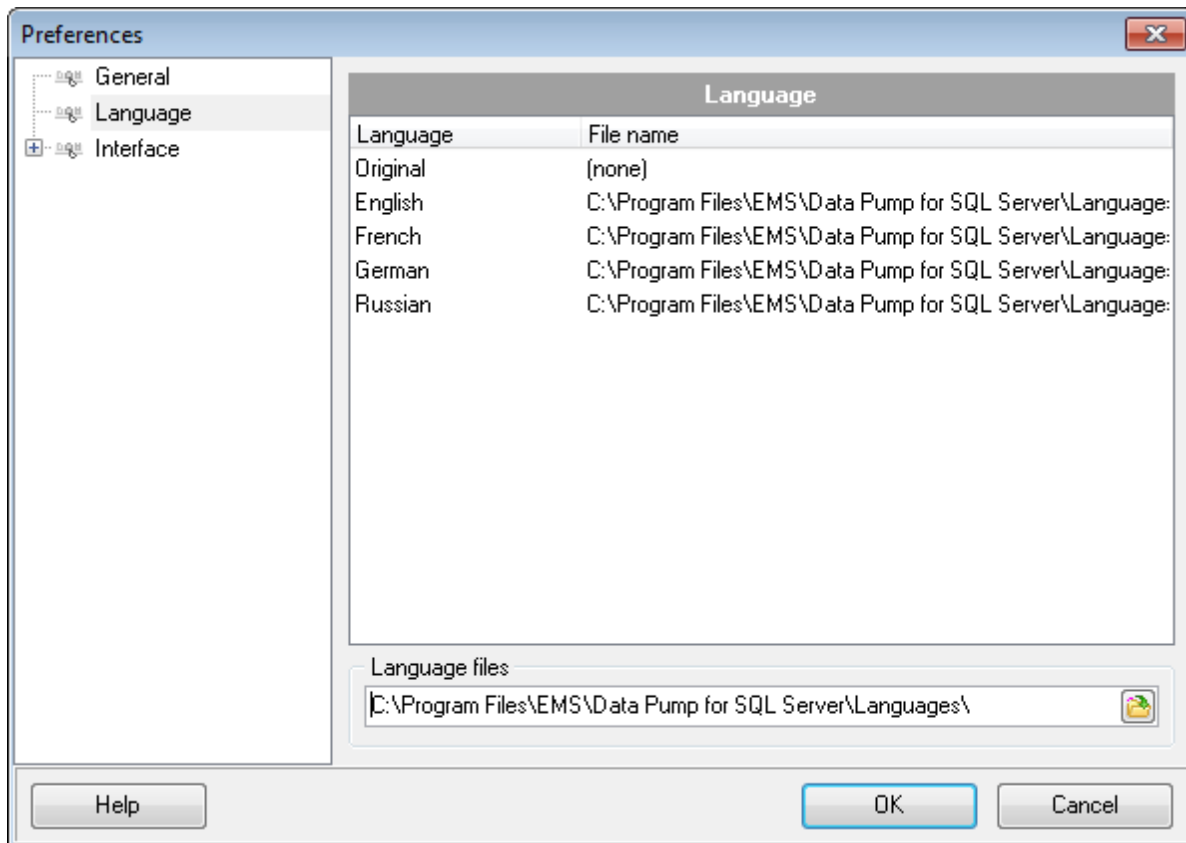 Preferences
General
Language
Interface
Language
Language File name
Original (none)
English C:\Program Files\EMS\Data Pump for SQL Server\Language
French C:\Program Files\EMS\Data Pump for SQL Server\Language
German C:\Program Files\EMS\Data Pump for SQL Server\Language
Russian C:\Program Files\EMS\Data Pump for SQL Server\Language
Language files
C:\Program Files\EMS\Data Pump for SQL Server\Languages\
Help OK Cancel